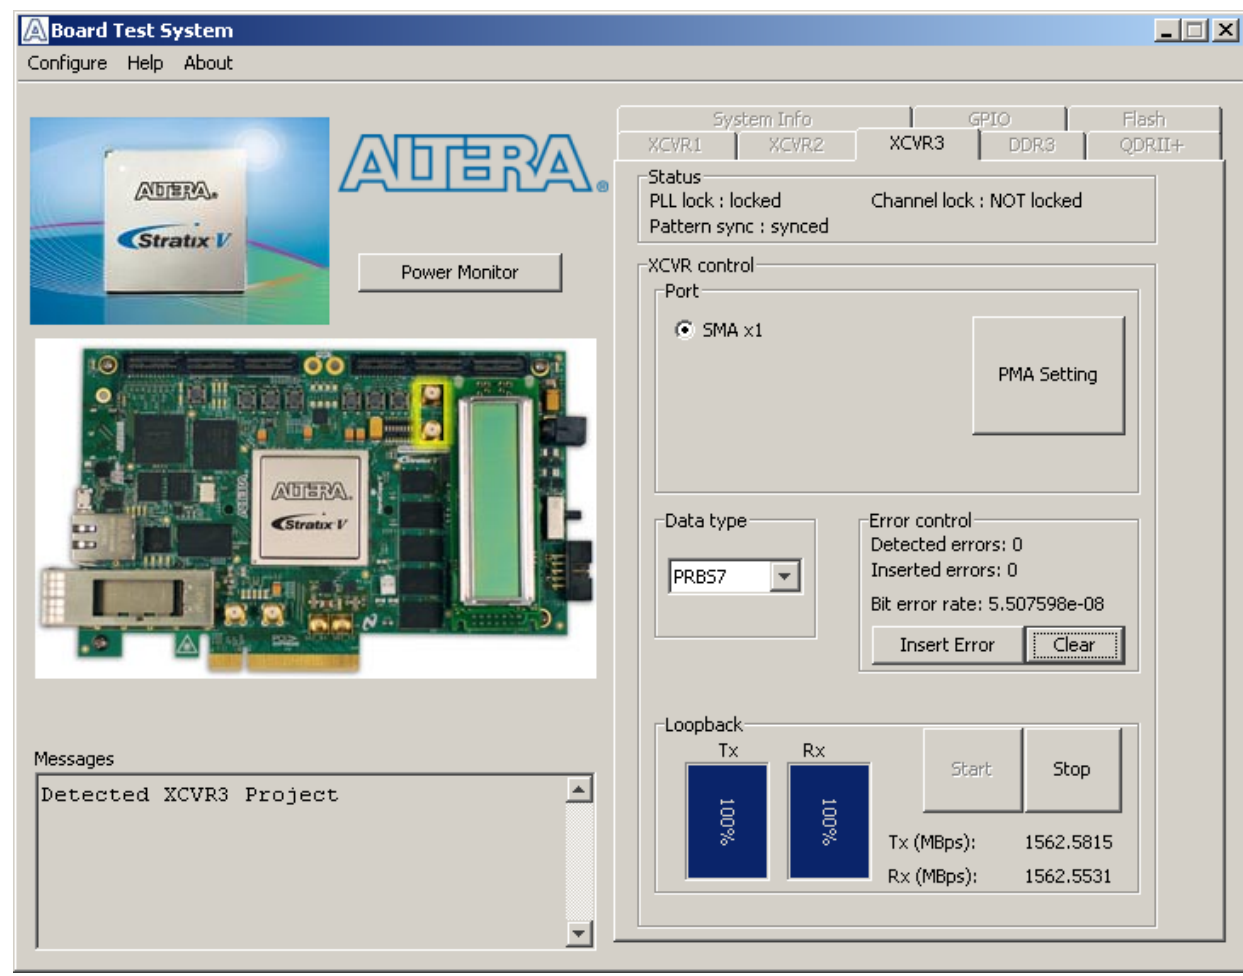 Board Test System
Configure Help About
ALTERA
ALTERA
Stratix V
Power Monitor
ALTERA
Stratix V
Messages
Detected XCVR3 Project
System Info GPIO Flash
XCVR1 XCVR2 XCVR3 DDR3 QDRII+
Status
PLL lock : locked Channel lock : NOT locked
Pattern sync : synced
XCVR control
Port
SMA x1
PMA Setting
Data type
PRBS7
Error control
Detected errors: 0
Inserted errors: 0
Bit error rate: 5.507598e-08
Insert Error Clear
Loopback
Tx Rx
100% 100%
Start Stop
Tx (MBps): 1562.5815
Rx (MBps): 1562.5531